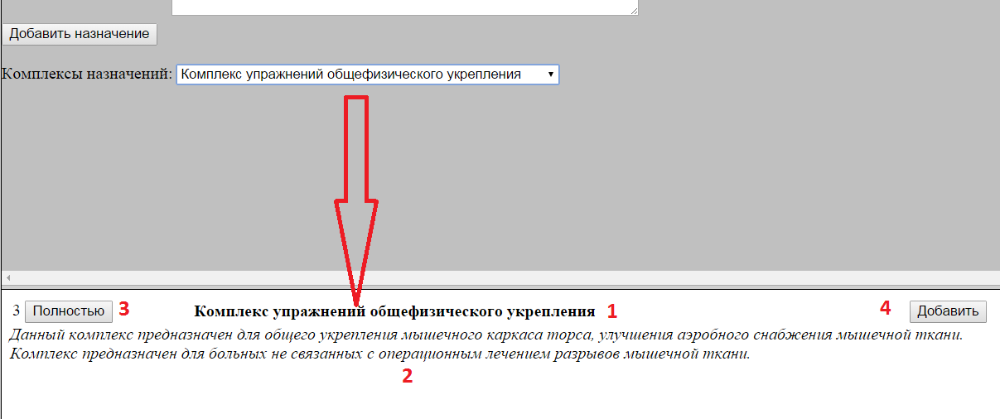 Добавить назначение
Комплексы назначений: Комплекс упражнений общефизического укрепления
3 Полностью 3 Комплекс упражнений общефизического укрепления 1 4 Добавить
Данный комплекс предназначен для общего укрепления мышечного каркаса торса, улучшения аэробного снабжения мышечной ткани.
Комплекс предназначен для больных не связанных с операционным лечением разрывов мышечной ткани.
2